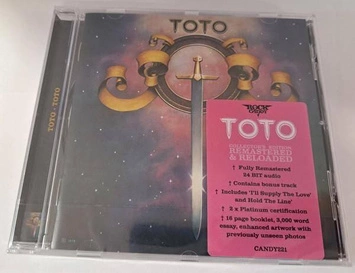 TOTO
TOTO - TOTO
ROCK
CANDY
TOTO
COLLECTOR'S EDITION
REMASTERED
& RELOADED
† Fully Remastered
24 BIT audio
† Contains bonus track
† Includes 'I'll Supply The Love'
and Hold The Line'
† 2 x Platinum certification
† 16 page booklet, 3,000 word
essay, enhanced artwork with
previously unseen photos
CANDY221